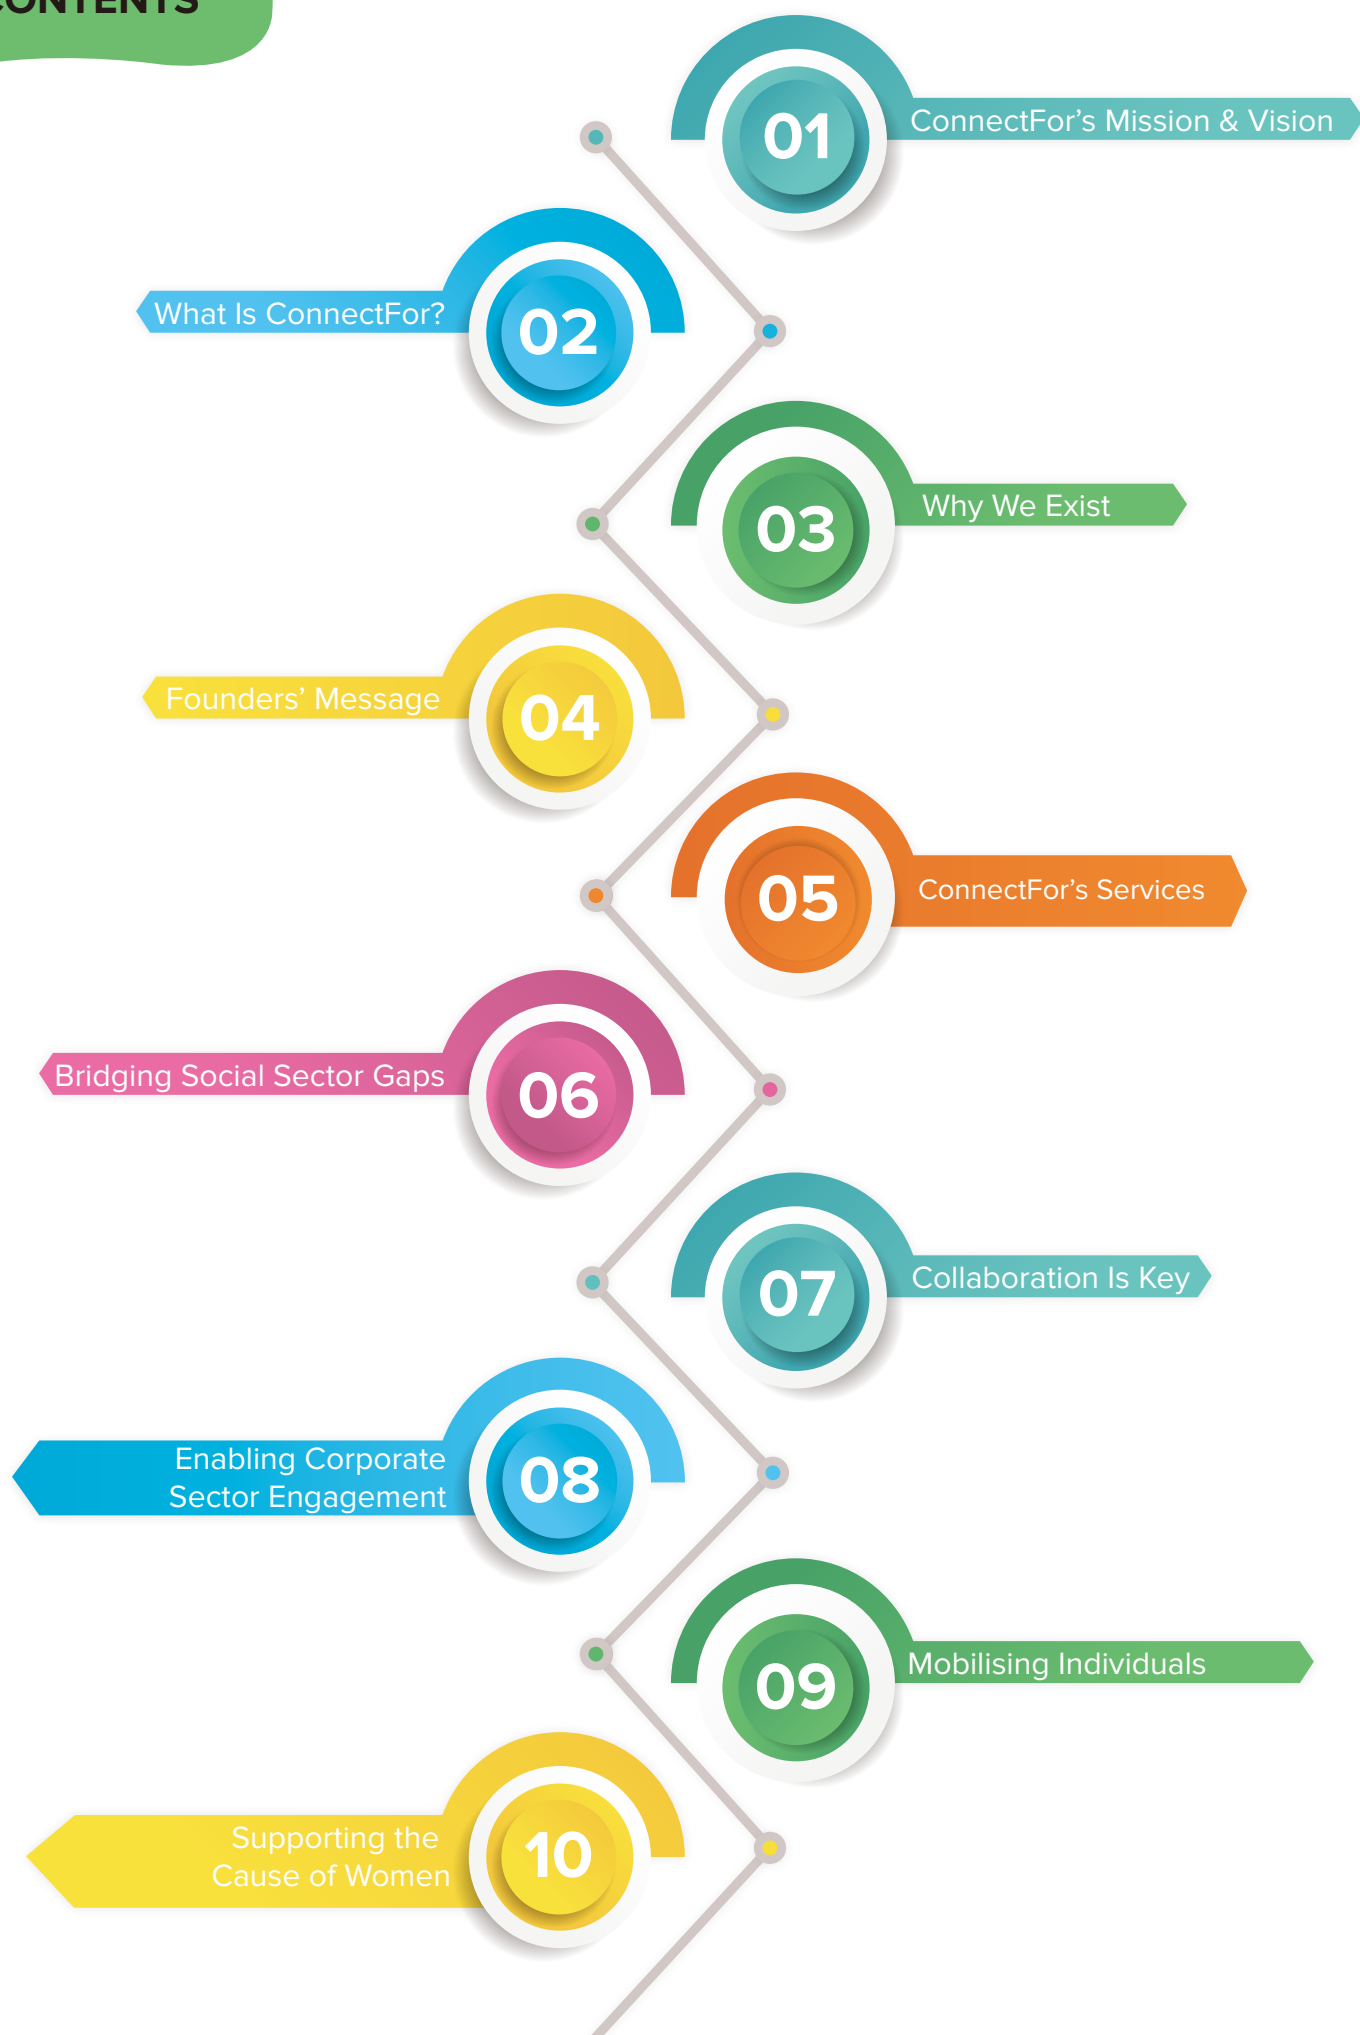 CONTENTS
01
ConnectFor’s Mission & Vision
What Is ConnectFor?
02
03
Why We Exist
Founders’ Message
04
05
ConnectFor’s Services
Bridging Social Sector Gaps
06
07
Collaboration Is Key
Enabling Corporate
Sector Engagement
08
09
Mobilising Individuals
Supporting the
Cause of Women
10